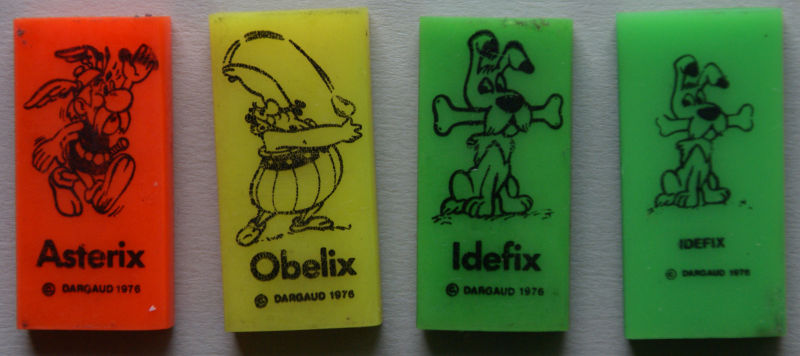 Asterix
© DARGAUD 1976
Obelix
© DARGAUD 1976
Idefix
© DARGAUD 1976
IDEFIX
© DARGAUD 1976